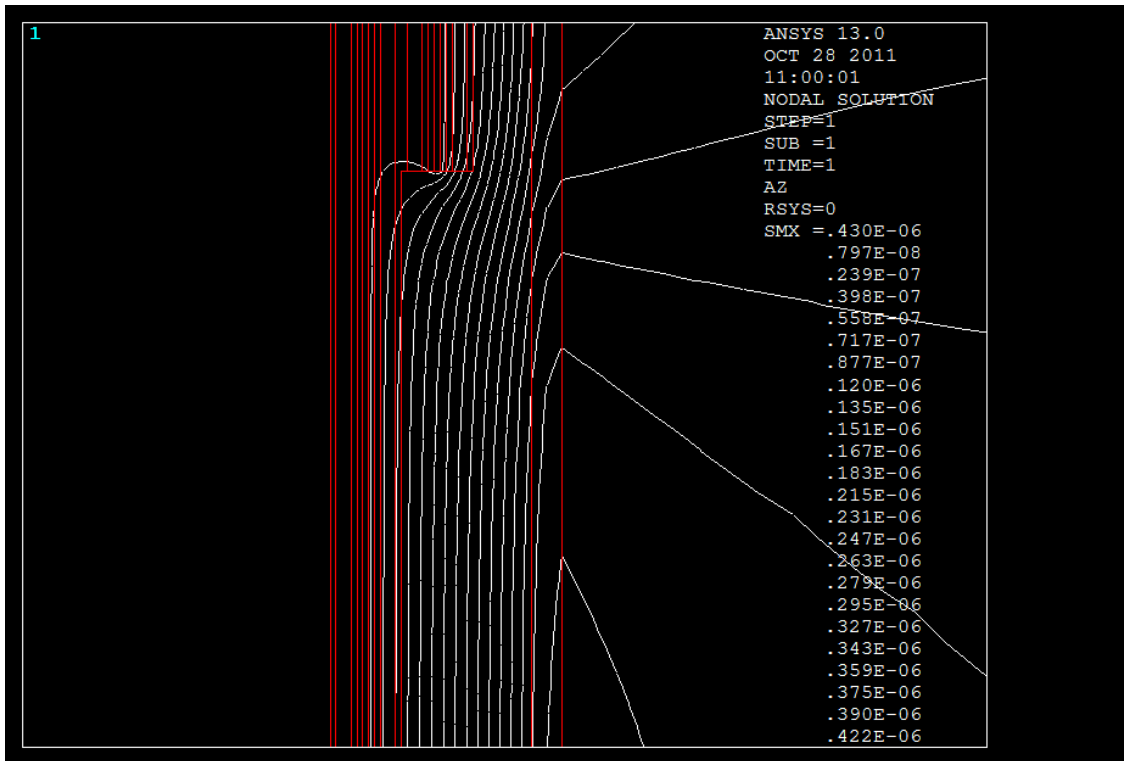 1
ANSYS 13.0
OCT 28 2011
11:00:01
NODAL SOLUTION
STEP=1
SUB =1
TIME=1
AZ
RSYS=0
SMX =.430E-06
.797E-08
.239E-07
.398E-07
.558E-07
.717E-07
.877E-07
.120E-06
.135E-06
.151E-06
.167E-06
.183E-06
.215E-06
.231E-06
.247E-06
.263E-06
.279E-06
.295E-06
.327E-06
.343E-06
.359E-06
.375E-06
.390E-06
.422E-06